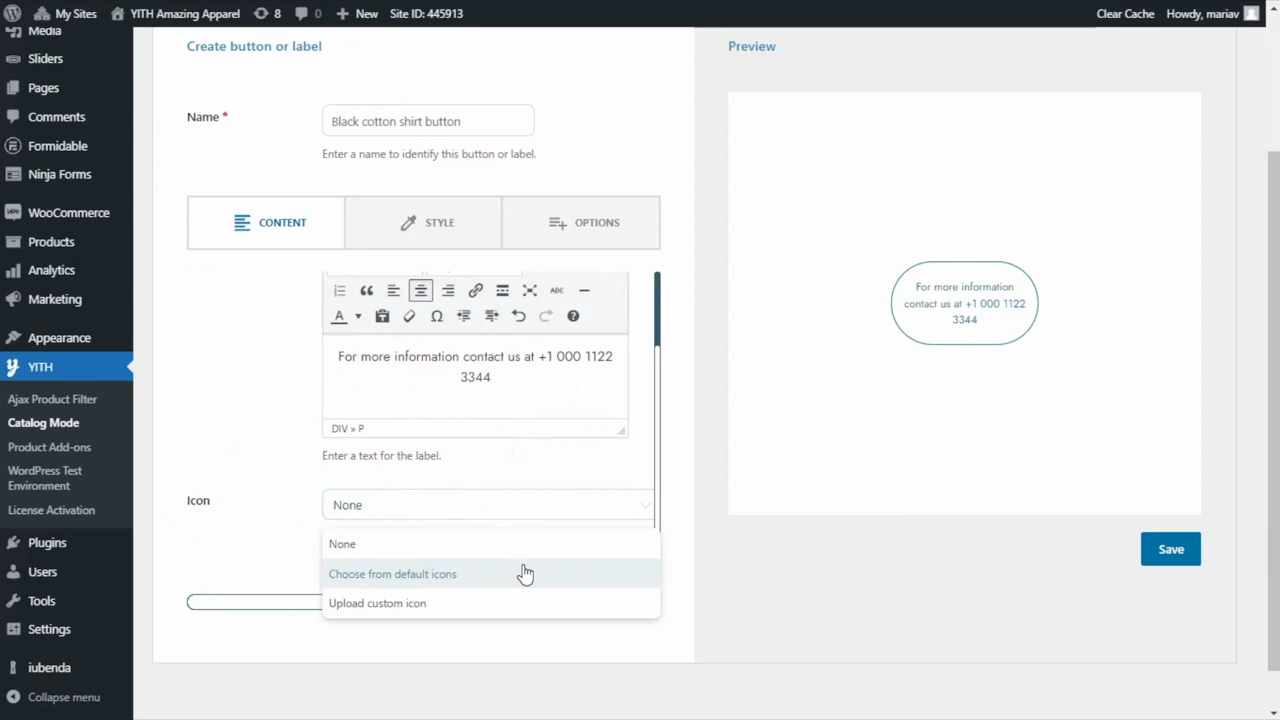 My Sites
YITH Amazing Apparel
8
0
New
Site ID: 445913
Clear Cache
Howdy, mariav
Media
Sliders
Pages
Comments
Formidable
Ninja Forms
WooCommerce
Products
Analytics
Marketing
Appearance
YITH
Ajax Product Filter
Catalog Mode
Product Add-ons
WordPress Test
Environment
License Activation
Plugins
Users
Tools
Settings
iubenda
Collapse menu
Create button or label
Name *
Black cotton shirt button
Enter a name to identify this button or label.
CONTENT
STYLE
OPTIONS
ABC
A
For more information contact us at +1 000 1122
3344
DIV » P
Enter a text for the label.
Icon
None
None
Choose from default icons
Upload custom icon
Preview
For more information
contact us at +1 000 1122
3344
Save